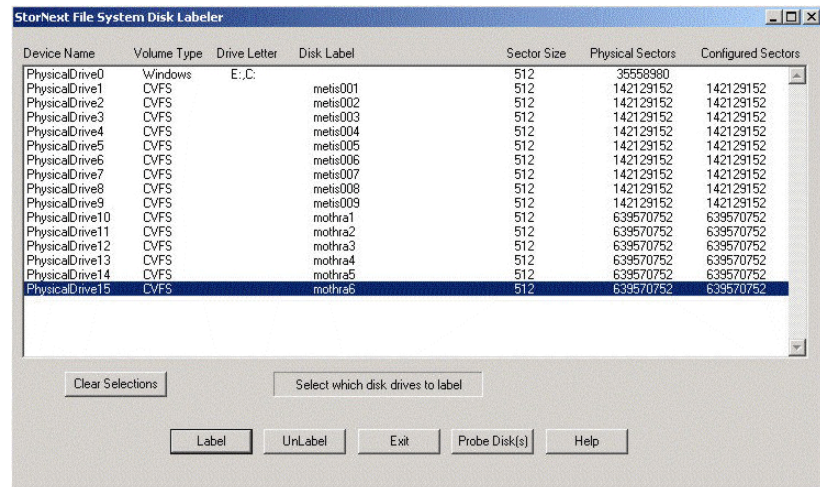 StorNext File System Disk Labeler
Device Name Volume Type Drive Letter Disk Label Sector Size Physical Sectors Configured Sectors
PhysicalDrive0 Windows E:,C: 512 35558980
PhysicalDrive1 CVFS metis001 512 142129152 142129152
PhysicalDrive2 CVFS metis002 512 142129152 142129152
PhysicalDrive3 CVFS metis003 512 142129152 142129152
PhysicalDrive4 CVFS metis004 512 142129152 142129152
PhysicalDrive5 CVFS metis005 512 142129152 142129152
PhysicalDrive6 CVFS metis006 512 142129152 142129152
PhysicalDrive7 CVFS metis007 512 142129152 142129152
PhysicalDrive8 CVFS metis008 512 142129152 142129152
PhysicalDrive9 CVFS metis009 512 142129152 142129152
PhysicalDrive10 CVFS mothra1 512 639570752 639570752
PhysicalDrive11 CVFS mothra2 512 639570752 639570752
PhysicalDrive12 CVFS mothra3 512 639570752 639570752
PhysicalDrive13 CVFS mothra4 512 639570752 639570752
PhysicalDrive14 CVFS mothra5 512 639570752 639570752
PhysicalDrive15 CVFS mothra6 512 639570752 639570752
Clear Selections Select which disk drives to label
Label UnLabel Exit Probe Disk(s) Help